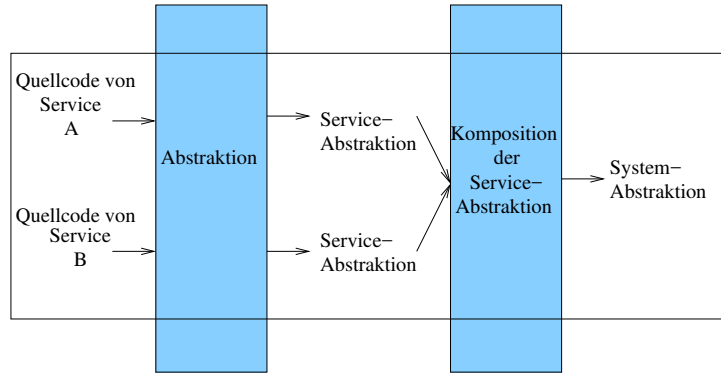 Quellcode von
Service
A
Quellcode von
Service
B
Abstraktion
Service–
Abstraktion
Service–
Abstraktion
Komposition
der
Service–
Abstraktion
System–
Abstraktion